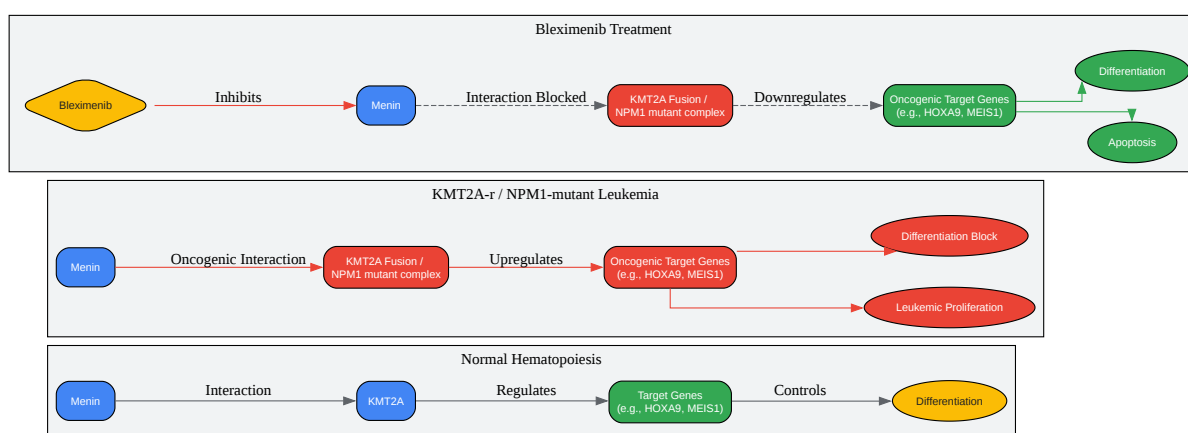 Bleximenib Treatment
Bleximenib
Inhibits
Menin
Interaction Blocked
KMT2A Fusion /
NPM1 mutant complex
Downregulates
Oncogenic Target Genes
(e.g., HOXA9, MEIS1)
Differentiation
Apoptosis
KMT2A-r / NPM1-mutant Leukemia
Menin
Oncogenic Interaction
KMT2A Fusion /
NPM1 mutant complex
Upregulates
Oncogenic Target Genes
(e.g., HOXA9, MEIS1)
Differentiation Block
Leukemic Proliferation
Normal Hematopoiesis
Menin
Interaction
KMT2A
Regulates
Target Genes
(e.g., HOXA9, MEIS1)
Controls
Differentiation